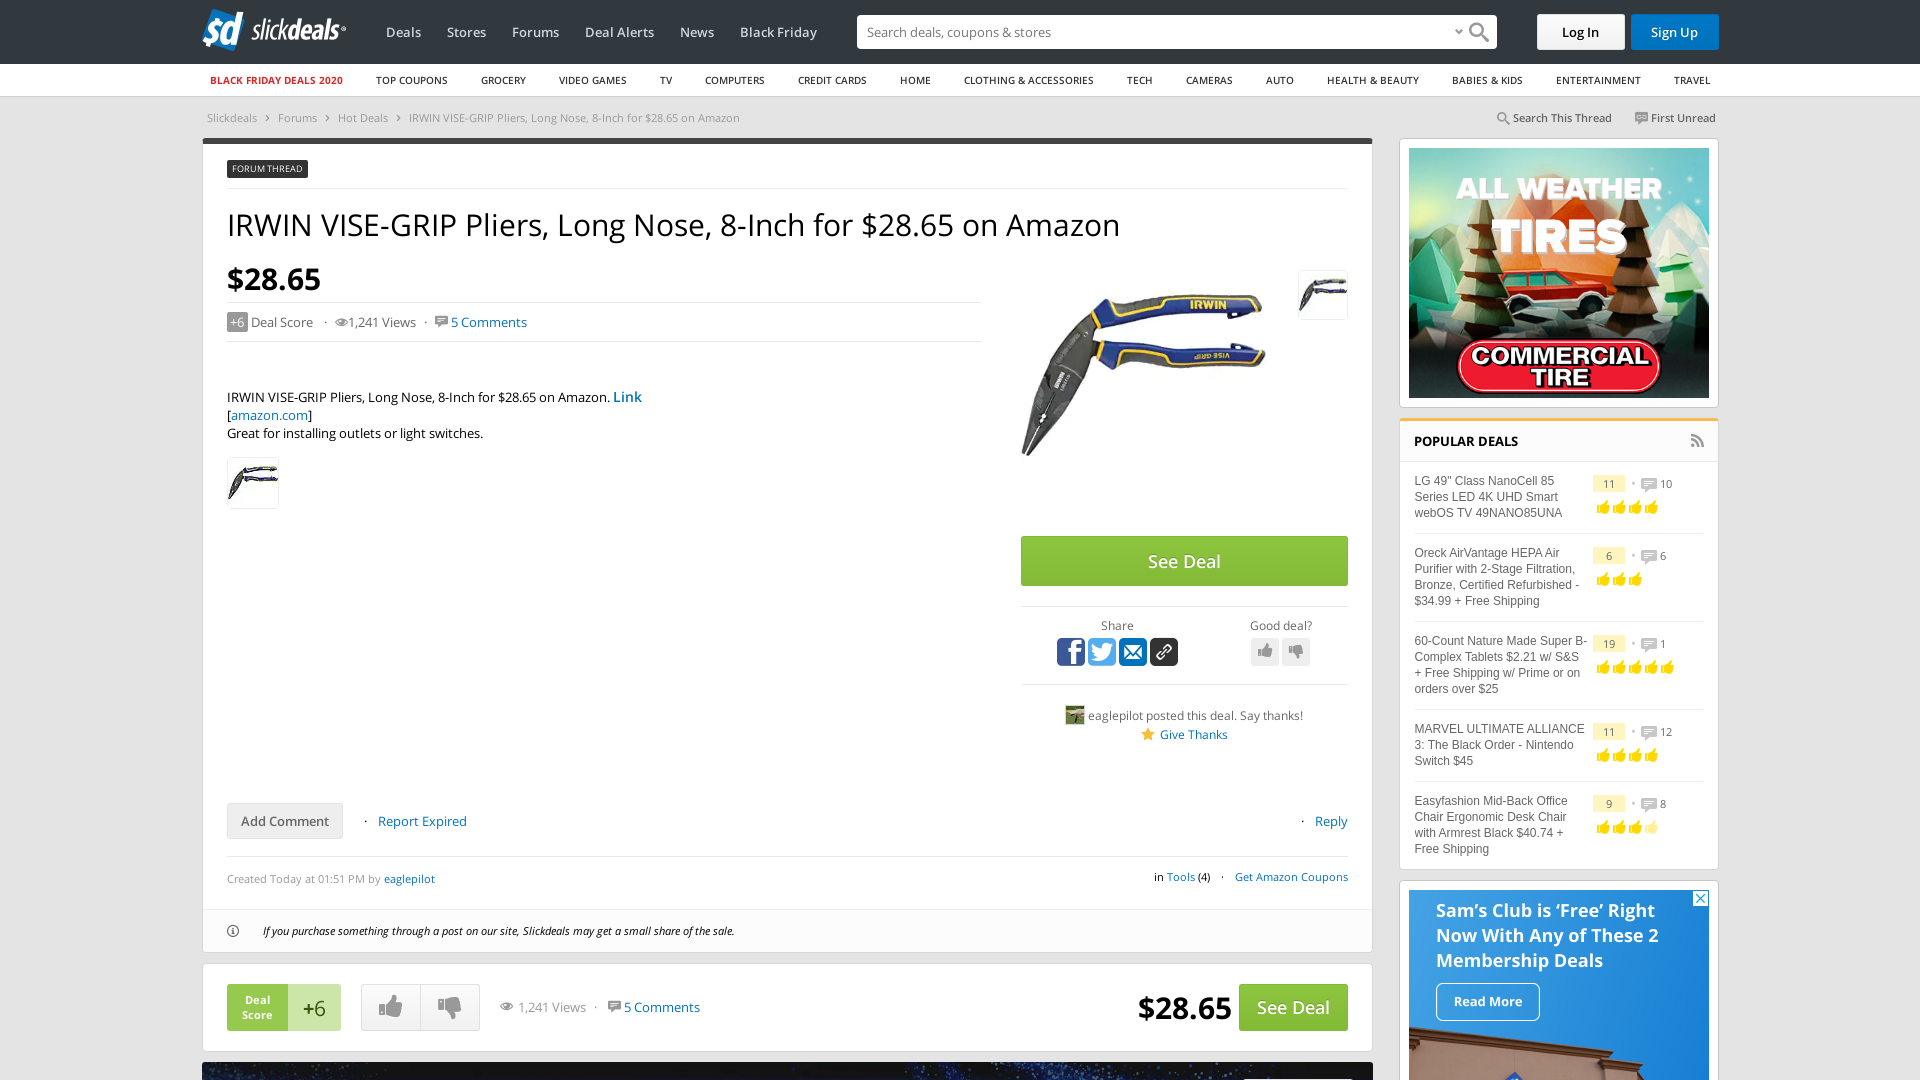 slickdeals
Deals
Stores
Forums
Deal Alerts
News
Black Friday
Search deals, coupons & stores
Log In
Sign Up
BLACK FRIDAY DEALS 2020
TOP COUPONS
GROCERY
VIDEO GAMES
TV
COMPUTERS
CREDIT CARDS
HOME
CLOTHING & ACCESSORIES
TECH
CAMERAS
AUTO
HEALTH & BEAUTY
BABIES & KIDS
ENTERTAINMENT
TRAVEL
Slickdeals > Forums > Hot Deals > IRWIN VISE-GRIP Pliers, Long Nose, 8-Inch for $28.65 on Amazon
Search This Thread
First Unread
FORUM THREAD
IRWIN VISE-GRIP Pliers, Long Nose, 8-Inch for $28.65 on Amazon
$28.65
+6 Deal Score · 1,241 Views · 5 Comments
IRWIN VISE-GRIP Pliers, Long Nose, 8-Inch for $28.65 on Amazon. Link
[amazon.com]
Great for installing outlets or light switches.
IRWIN
VISE-GRIP
IRWIN
See Deal
Share
Good deal?
eaglepilot posted this deal. Say thanks!
Give Thanks
Add Comment
· Report Expired
· Reply
Created Today at 01:51 PM by eaglepilot
in Tools (4) · Get Amazon Coupons
If you purchase something through a post on our site, Slickdeals may get a small share of the sale.
Deal
Score
+6
1,241 Views · 5 Comments
$28.65
See Deal
ALL WEATHER
TIRES
COMMERCIAL
TIRE
POPULAR DEALS
LG 49" Class NanoCell 85
Series LED 4K UHD Smart
webOS TV 49NANO85UNA
11 • 10
Oreck AirVantage HEPA Air
Purifier with 2-Stage Filtration,
Bronze, Certified Refurbished -
$34.99 + Free Shipping
6 • 6
60-Count Nature Made Super B-
Complex Tablets $2.21 w/ S&S
+ Free Shipping w/ Prime or on
orders over $25
19 • 1
MARVEL ULTIMATE ALLIANCE
3: The Black Order - Nintendo
Switch $45
11 • 12
Easyfashion Mid-Back Office
Chair Ergonomic Desk Chair
with Armrest Black $40.74 +
Free Shipping
9 • 8
Sam's Club is 'Free' Right
Now With Any of These 2
Membership Deals
Read More